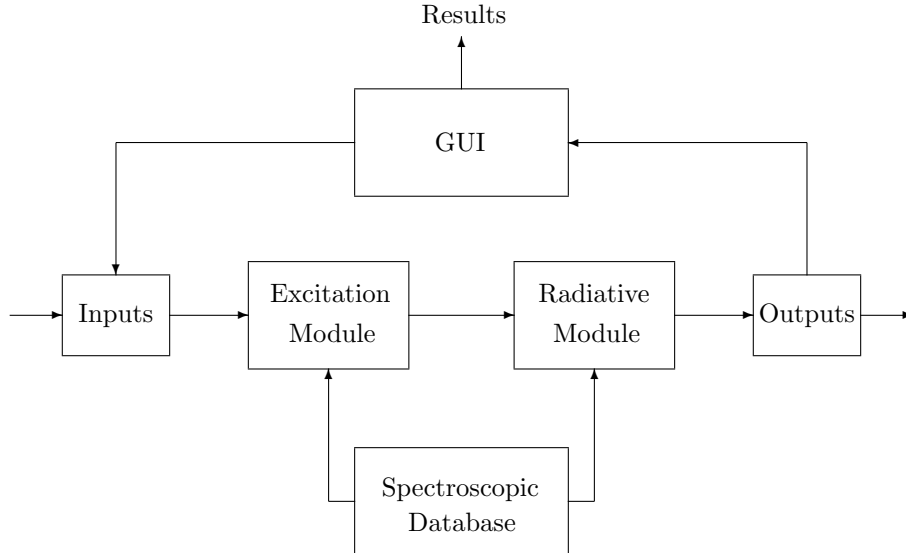 Results
GUI
Inputs
Excitation
Module
Radiative
Module
Outputs
Spectroscopic
Database